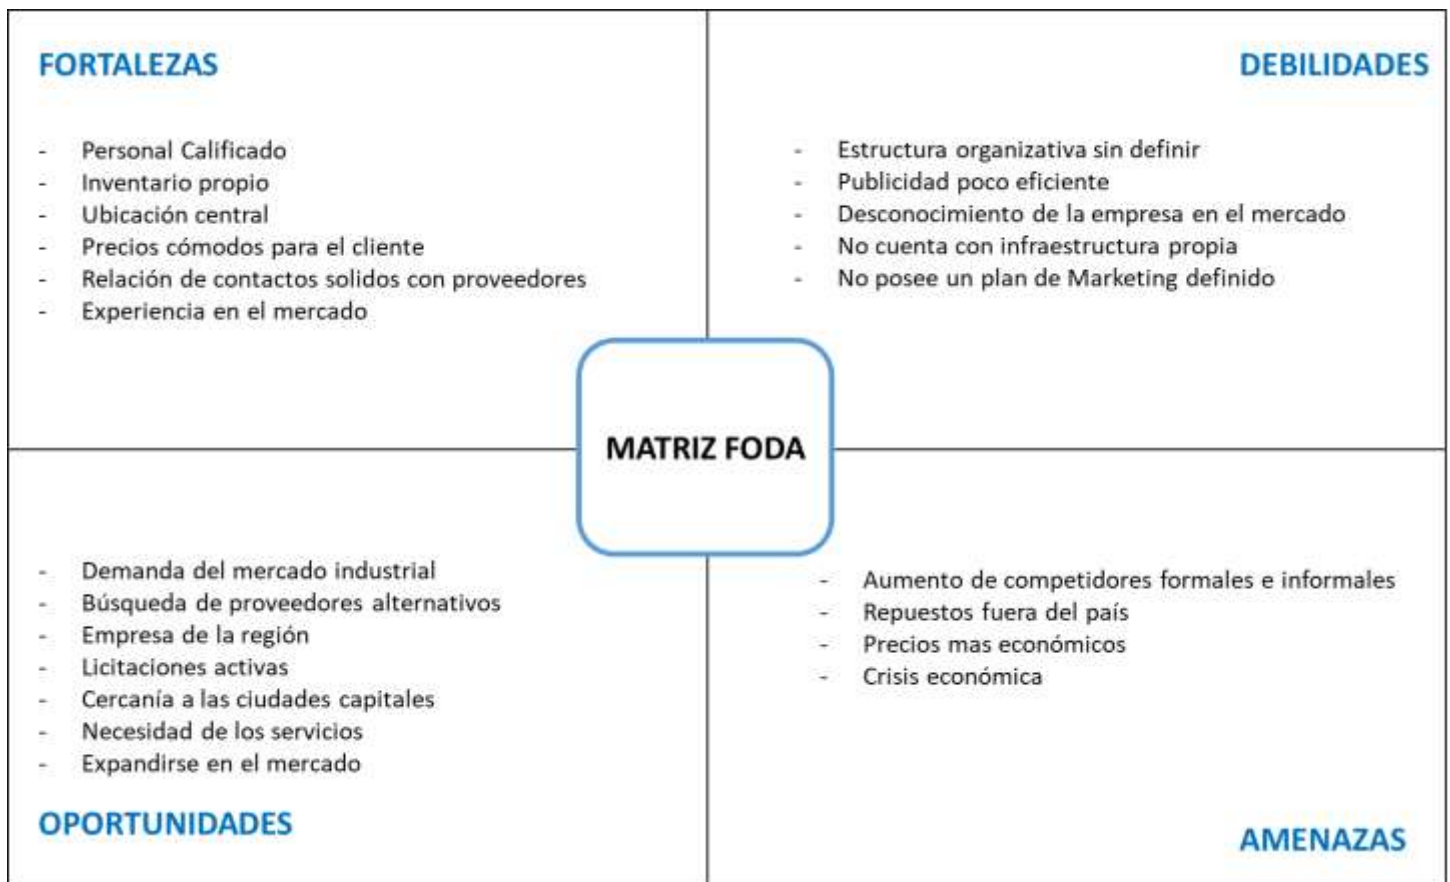 FORTALEZAS
- Personal Calificado
- Inventario propio
- Ubicación central
- Precios cómodos para el cliente
- Relación de contactos solidos con proveedores
- Experiencia en el mercado
DEBILIDADES
- Estructura organizativa sin definir
- Publicidad poco eficiente
- Desconocimiento de la empresa en el mercado
- No cuenta con infraestructura propia
- No posee un plan de Marketing definido
MATRIZ FODA
- Demanda del mercado industrial
- Búsqueda de proveedores alternativos
- Empresa de la región
- Licitaciones activas
- Cercanía a las ciudades capitales
- Necesidad de los servicios
- Expandirse en el mercado
OPORTUNIDADES
- Aumento de competidores formales e informales
- Repuestos fuera del país
- Precios mas económicos
- Crisis económica
AMENAZAS